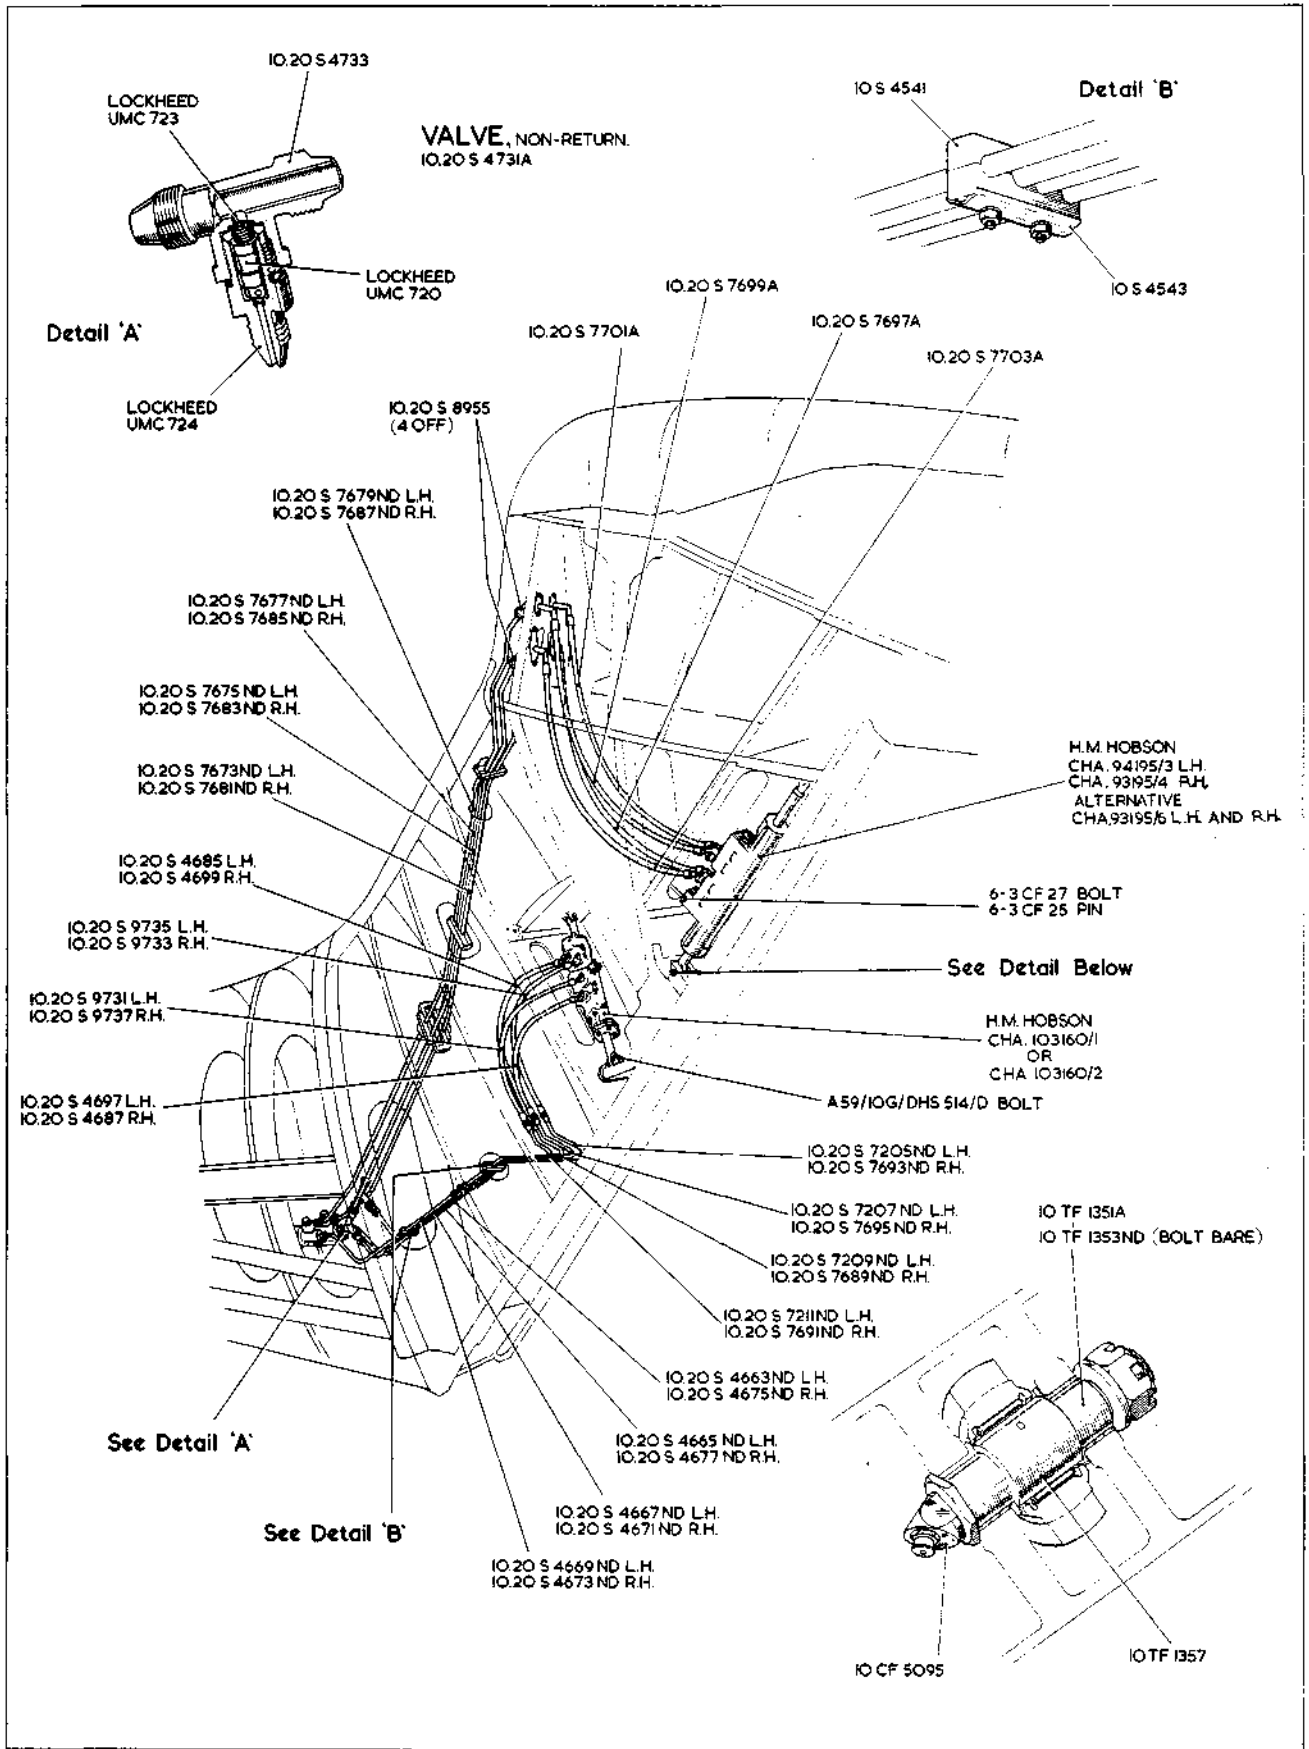 10.20 S 4733
LOCKHEED
UMC 723
VALVE, NON-RETURN.
10.20 S 4731A
LOCKHEED
UMC 720
Detail 'A'
LOCKHEED
UMC 724
10 S 4541
Detail 'B'
10 S 4543
10.20 S 7699A
10.20 S 7701A
10.20 S 7697A
10.20 S 7703A
10.20 S 8955
(4 OFF)
10.20 S 7679ND L.H.
10.20 S 7687ND R.H.
10.20 S 7677ND L.H.
10.20 S 7685ND R.H.
10.20 S 7675ND L.H.
10.20 S 7683ND R.H.
10.20 S 7673ND L.H.
10.20 S 7681ND R.H.
10.20 S 4685 L.H.
10.20 S 4699 R.H.
10.20 S 9735 L.H.
10.20 S 9733 R.H.
10.20 S 9731 L.H.
10.20 S 9737 R.H.
10.20 S 4697 L.H.
10.20 S 4687 R.H.
H.M. HOBSON
CHA. 94195/3 L.H.
CHA. 93195/4 R.H.
ALTERNATIVE
CHA,93195/6 L.H. AND R.H.
6-3 CF 27 BOLT
6-3 CF 25 PIN
See Detail Below
H.M. HOBSON
CHA. 103160/1
OR
CHA 103160/2
A59/10G/DHS 514/D BOLT
10.20 S 7205ND L.H.
10.20 S 7693ND R.H.
10.20 S 7207 ND L.H.
10.20 S 7695 ND R.H.
10.20 S 7209ND L.H.
10.20 S 7689ND R.H.
10.20 S 7211ND L.H.
10.20 S 7691ND R.H.
10.20 S 4663ND L.H.
10.20 S 4675ND R.H.
10.20 S 4665 ND L.H.
10.20 S 4677 ND R.H.
10.20 S 4667ND L.H.
10.20 S 4671ND R.H.
10.20 S 4669 ND L.H.
10.20 S 4673 ND R.H.
See Detail 'A'
See Detail 'B'
10 TF 1351A
10 TF 1353ND (BOLT BARE)
10 CF 5095
10 TF 1357